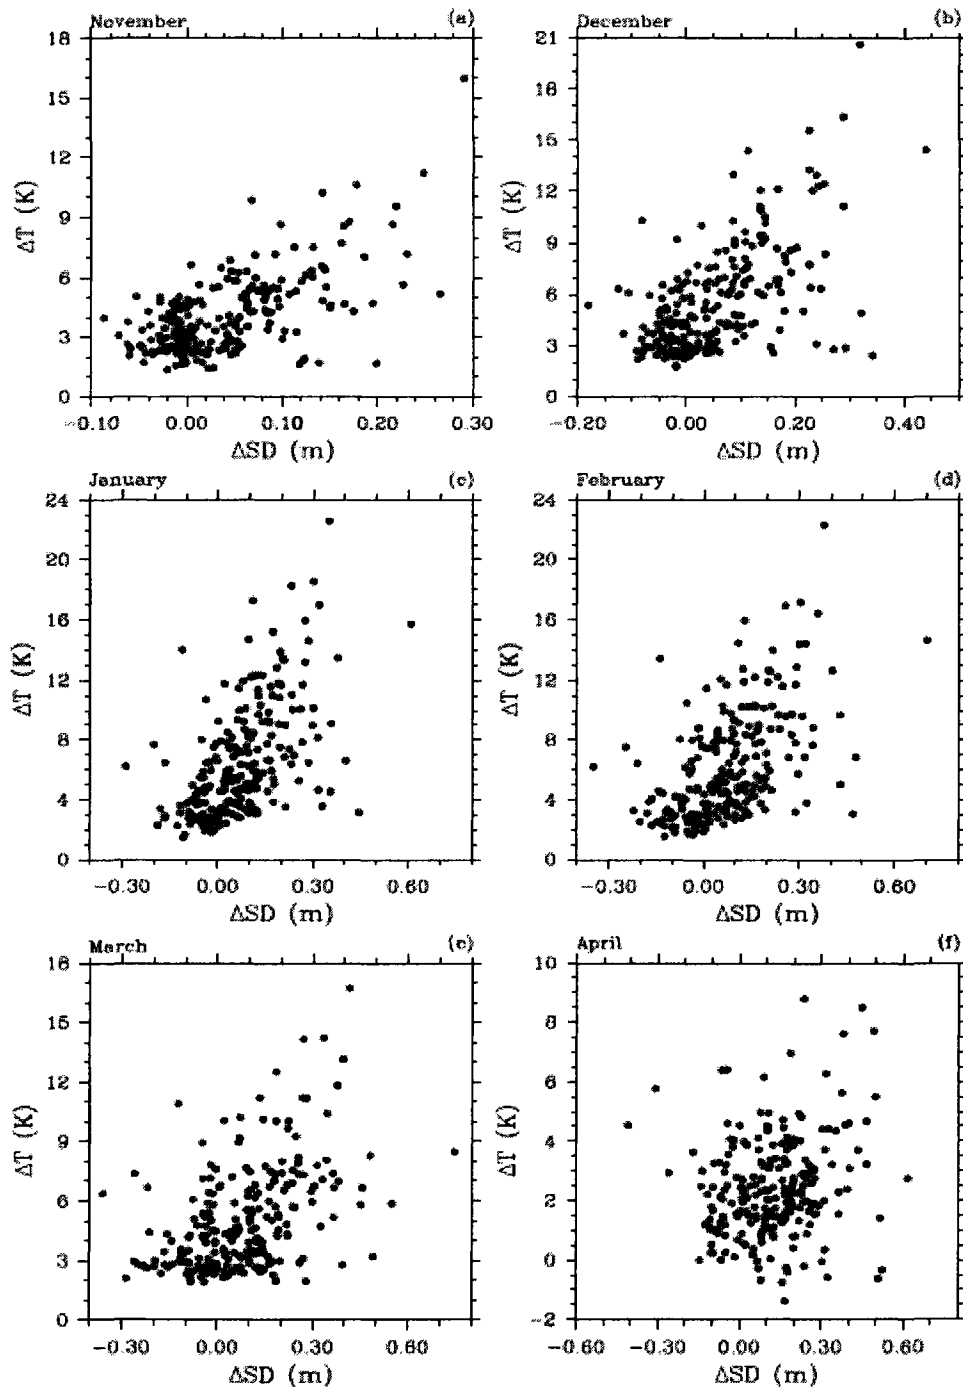 November (a)
18
15
12
9
6
3
0
ΔT (K)
−0.10 0.00 0.10 0.20 0.30
ΔSD (m)
December (b)
21
18
15
12
9
6
3
0
ΔT (K)
−0.20 0.00 0.20 0.40
ΔSD (m)
January (c)
24
20
16
12
8
4
0
ΔT (K)
−0.30 0.00 0.30 0.60
ΔSD (m)
February (d)
24
20
16
12
8
4
0
ΔT (K)
−0.30 0.00 0.30 0.60
ΔSD (m)
March (e)
18
15
12
9
6
3
0
ΔT (K)
−0.30 0.00 0.30 0.60
ΔSD (m)
April (f)
10
8
6
4
2
0
−2
ΔT (K)
−0.60 −0.30 0.00 0.30 0.60
ΔSD (m)